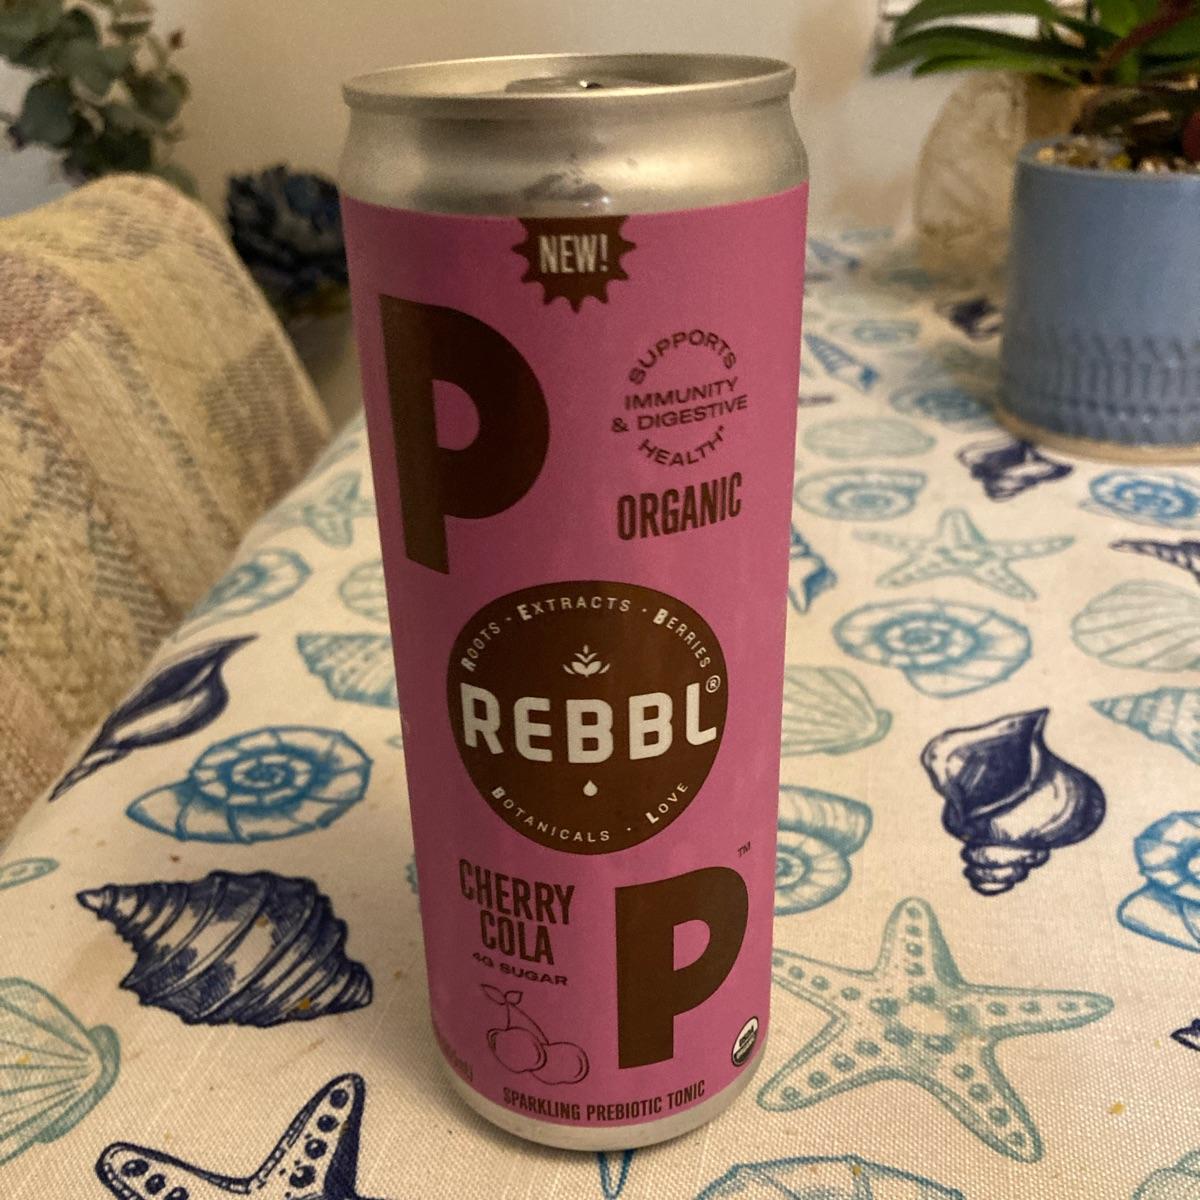 NEW!
P
SUPPORTS
IMMUNITY
& DIGESTIVE
HEALTH*
ORGANIC
ROOTS · EXTRACTS · BERRIES
REBBL®
BOTANICALS · LOVE
CHERRY
COLA
4G SUGAR
P™
SPARKLING PREBIOTIC TONIC